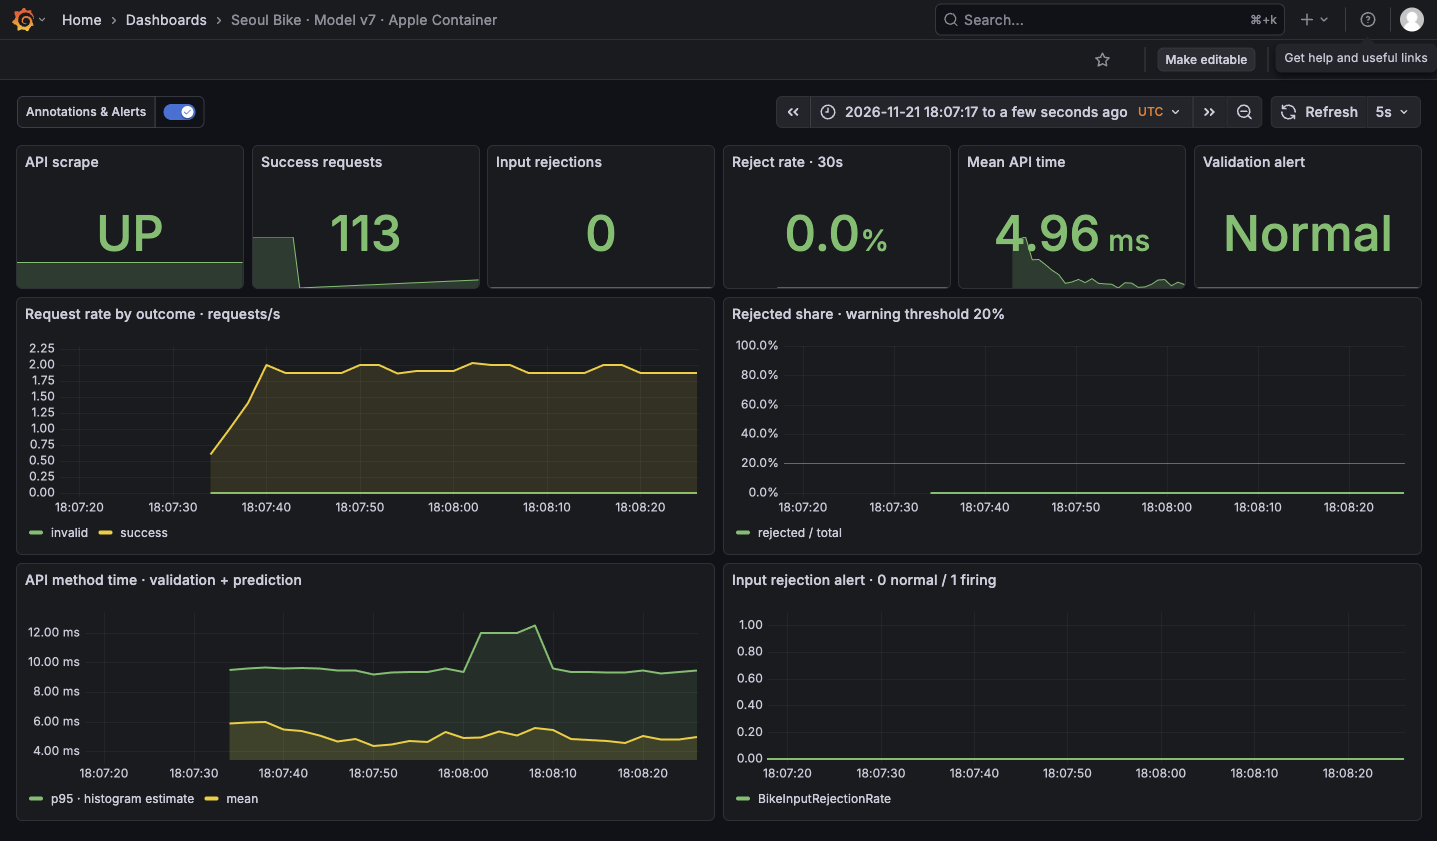 Home › Dashboards › Seoul Bike · Model v7 · Apple Container
Search... ⌘+k
Make editable
Get help and useful links
Annotations & Alerts
2026-11-21 18:07:17 to a few seconds ago UTC
Refresh 5s
API scrape
UP
Success requests
113
Input rejections
0
Reject rate · 30s
0.0%
Mean API time
4.96 ms
Validation alert
Normal
Request rate by outcome · requests/s
2.25
2.00
1.75
1.50
1.25
1.00
0.75
0.50
0.25
0.00
18:07:20 18:07:30 18:07:40 18:07:50 18:08:00 18:08:10 18:08:20
invalid success
Rejected share · warning threshold 20%
100.0%
80.0%
60.0%
40.0%
20.0%
0.0%
18:07:20 18:07:30 18:07:40 18:07:50 18:08:00 18:08:10 18:08:20
rejected / total
API method time · validation + prediction
12.00 ms
10.00 ms
8.00 ms
6.00 ms
4.00 ms
18:07:20 18:07:30 18:07:40 18:07:50 18:08:00 18:08:10 18:08:20
p95 · histogram estimate mean
Input rejection alert · 0 normal / 1 firing
1.00
0.80
0.60
0.40
0.20
0.00
18:07:20 18:07:30 18:07:40 18:07:50 18:08:00 18:08:10 18:08:20
BikeInputRejectionRate